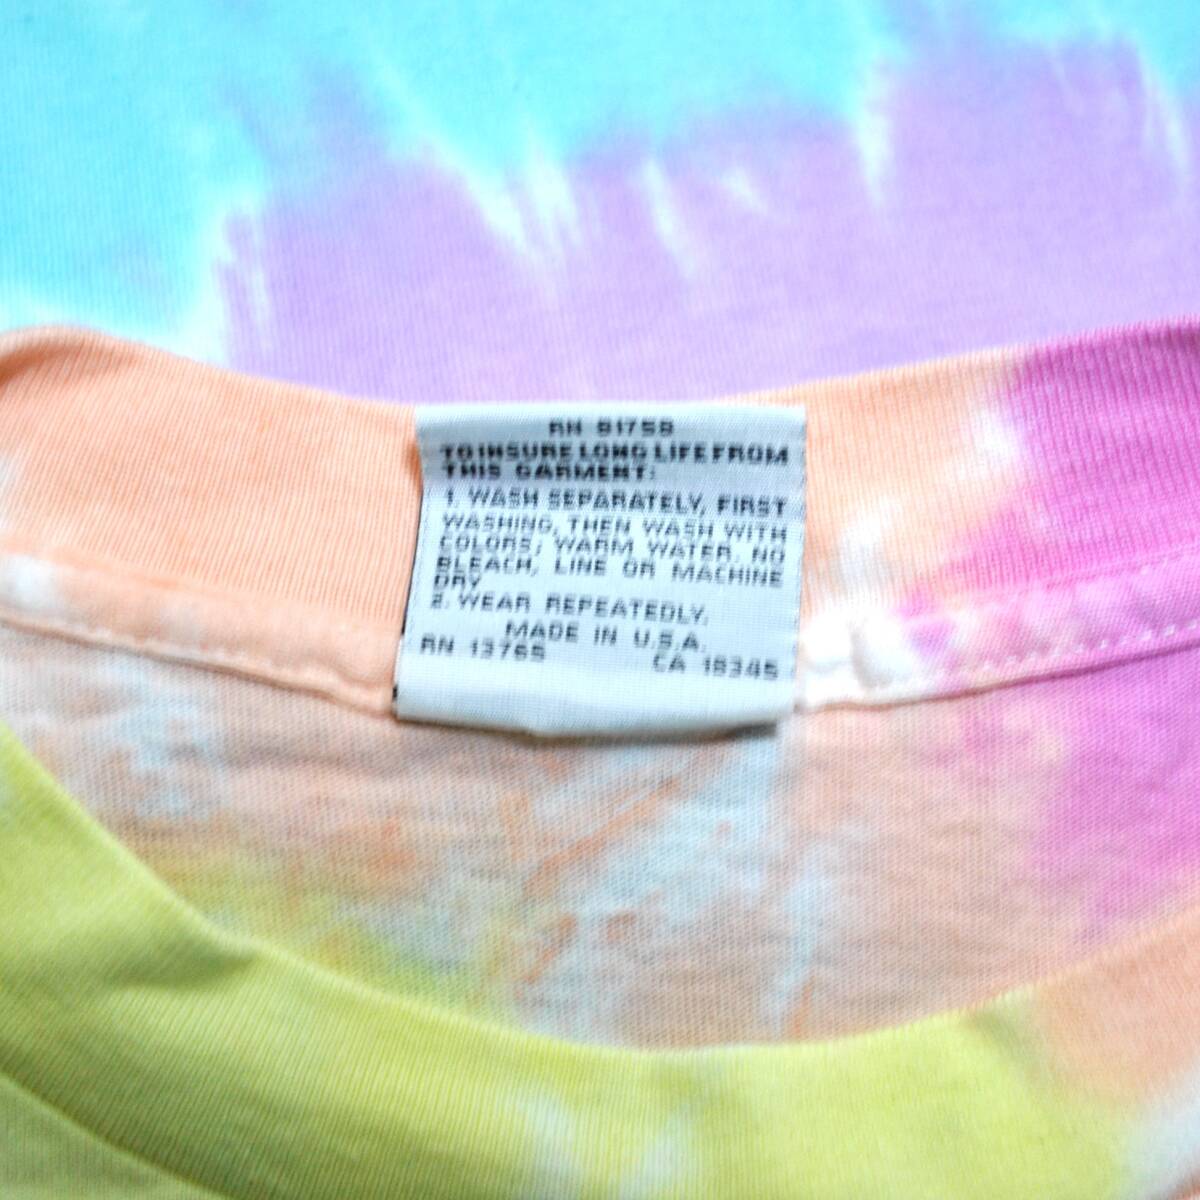 RN 91759
TO INSURE LONG LIFE FROM
THIS GARMENT:
1. WASH SEPARATELY, FIRST
WASHING, THEN WASH WITH
COLORS; WARM WATER. NO
BLEACH, LINE OR MACHINE
DRY
2. WEAR REPEATEDLY.
MADE IN U.S.A.
RN 13765 CA 18345